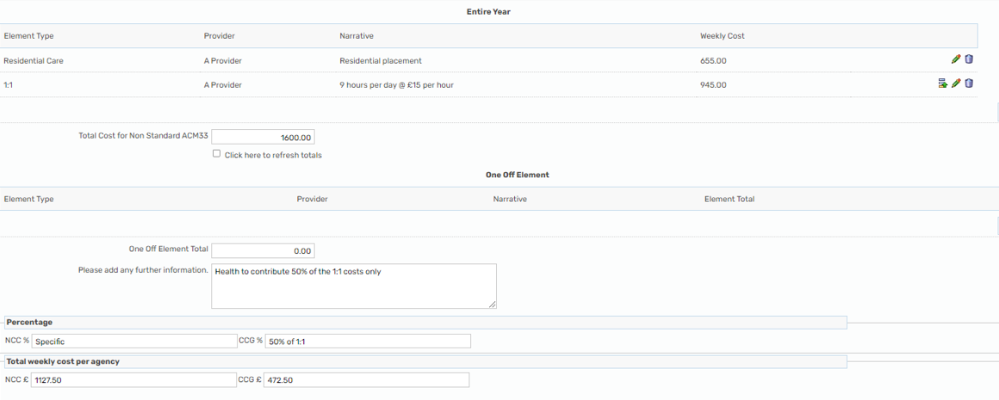 Entire Year
Element Type Provider Narrative Weekly Cost
Residential Care A Provider Residential placement 655.00
1:1 A Provider 9 hours per day @ £15 per hour 945.00
Total Cost for Non Standard ACM33 1600.00
Click here to refresh totals
One Off Element
Element Type Provider Narrative Element Total
One Off Element Total 0.00
Please add any further information. Health to contribute 50% of the 1:1 costs only
Percentage
NCC % Specific CCG % 50% of 1:1
Total weekly cost per agency
NCC £ 1127.50 CCG £ 472.50